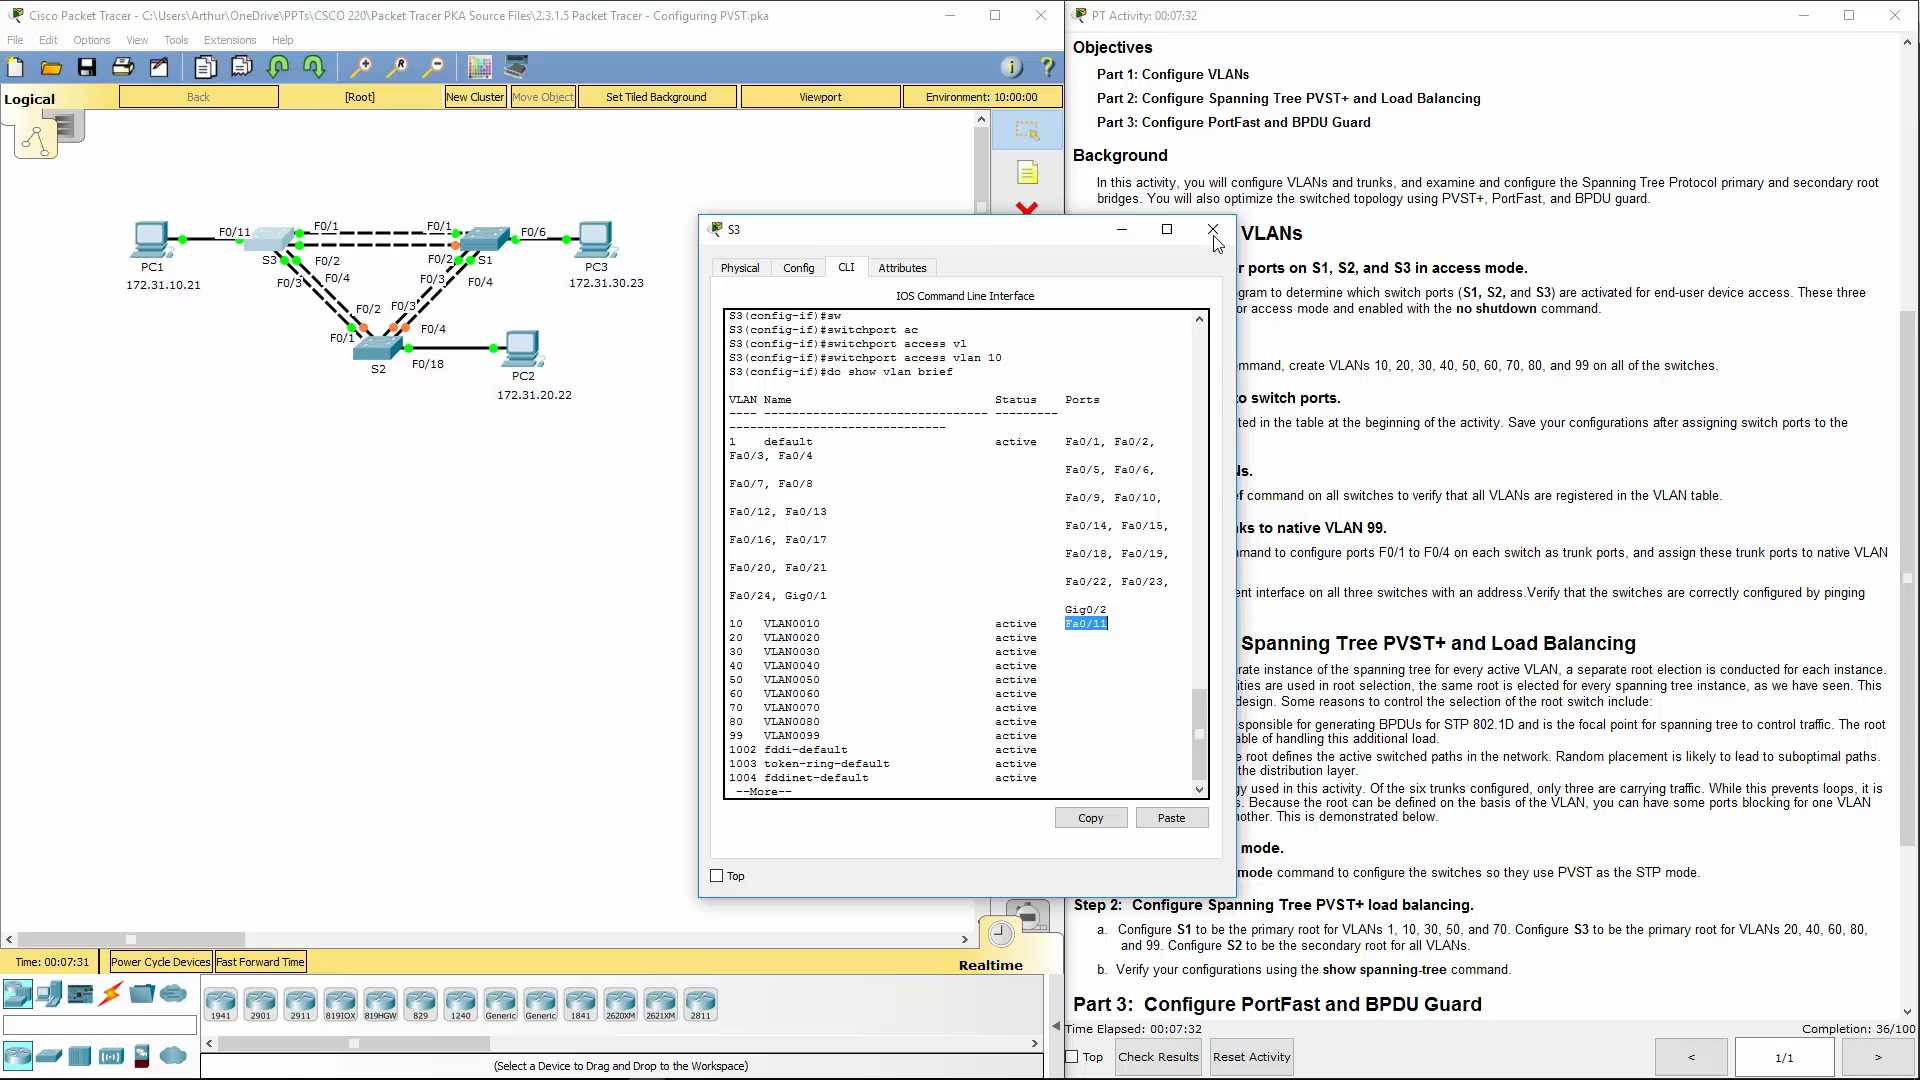 Cisco Packet Tracer - C:\Users\Arthur\OneDrive\PPTs\CSCO 220\Packet Tracer PKA Source Files\2.3.1.5 Packet Tracer - Configuring PVST.pka
File Edit Options View Tools Extensions Help
Logical
Back
[Root]
New Cluster
Move Object
Set Tiled Background
Viewport
Environment: 10:00:00
F0/11
F0/1
F0/1
F0/6
PC1
S3
F0/2
F0/2
S1
PC3
172.31.10.21
F0/3
F0/4
F0/3
F0/4
172.31.30.23
F0/2
F0/3
F0/1
F0/4
S2
F0/18
PC2
172.31.20.22
S3
Physical
Config
CLI
Attributes
IOS Command Line Interface
S3(config-if)#sw
S3(config-if)#switchport ac
S3(config-if)#switchport access vl
S3(config-if)#switchport access vlan 10
S3(config-if)#do show vlan brief
VLAN Name Status Ports
---- -------------------------------- ---------
-------------------------------
1 default active Fa0/1, Fa0/2,
Fa0/3, Fa0/4
Fa0/5, Fa0/6,
Fa0/7, Fa0/8
Fa0/9, Fa0/10,
Fa0/12, Fa0/13
Fa0/14, Fa0/15,
Fa0/16, Fa0/17
Fa0/18, Fa0/19,
Fa0/20, Fa0/21
Fa0/22, Fa0/23,
Fa0/24, Gig0/1
Gig0/2
10 VLAN0010 active Fa0/11
20 VLAN0020 active
30 VLAN0030 active
40 VLAN0040 active
50 VLAN0050 active
60 VLAN0060 active
70 VLAN0070 active
80 VLAN0080 active
99 VLAN0099 active
1002 fddi-default active
1003 token-ring-default active
1004 fddinet-default active
--More--
Copy
Paste
Top
Time: 00:07:31
Power Cycle Devices
Fast Forward Time
Realtime
1941
2901
2911
819IOX
819HGW
829
1240
Generic
Generic
1841
2620XM
2621XM
2811
(Select a Device to Drag and Drop to the Workspace)
PT Activity: 00:07:32
Objectives
Part 1: Configure VLANs
Part 2: Configure Spanning Tree PVST+ and Load Balancing
Part 3: Configure PortFast and BPDU Guard
Background
In this activity, you will configure VLANs and trunks, and examine and configure the Spanning Tree Protocol primary and secondary root
bridges. You will also optimize the switched topology using PVST+, PortFast, and BPDU guard.
VLANs
r ports on S1, S2, and S3 in access mode.
gram to determine which switch ports (S1, S2, and S3) are activated for end-user device access. These three
or access mode and enabled with the no shutdown command.
mmand, create VLANs 10, 20, 30, 40, 50, 60, 70, 80, and 99 on all of the switches.
o switch ports.
ted in the table at the beginning of the activity. Save your configurations after assigning switch ports to the
Ns.
ef command on all switches to verify that all VLANs are registered in the VLAN table.
nks to native VLAN 99.
mmand to configure ports F0/1 to F0/4 on each switch as trunk ports, and assign these trunk ports to native VLAN
ent interface on all three switches with an address.Verify that the switches are correctly configured by pinging
Spanning Tree PVST+ and Load Balancing
rate instance of the spanning tree for every active VLAN, a separate root election is conducted for each instance.
ities are used in root selection, the same root is elected for every spanning tree instance, as we have seen. This
design. Some reasons to control the selection of the root switch include:
sponsible for generating BPDUs for STP 802.1D and is the focal point for spanning tree to control traffic. The root
able of handling this additional load.
e root defines the active switched paths in the network. Random placement is likely to lead to suboptimal paths.
the distribution layer.
gy used in this activity. Of the six trunks configured, only three are carrying traffic. While this prevents loops, it is
s. Because the root can be defined on the basis of the VLAN, you can have some ports blocking for one VLAN
nother. This is demonstrated below.
mode.
mode command to configure the switches so they use PVST as the STP mode.
Step 2: Configure Spanning Tree PVST+ load balancing.
a. Configure S1 to be the primary root for VLANs 1, 10, 30, 50, and 70. Configure S3 to be the primary root for VLANs 20, 40, 60, 80,
and 99. Configure S2 to be the secondary root for all VLANs.
b. Verify your configurations using the show spanning-tree command.
Part 3: Configure PortFast and BPDU Guard
Time Elapsed: 00:07:32
Completion: 36/100
Top
Check Results
Reset Activity
<
1/1
>